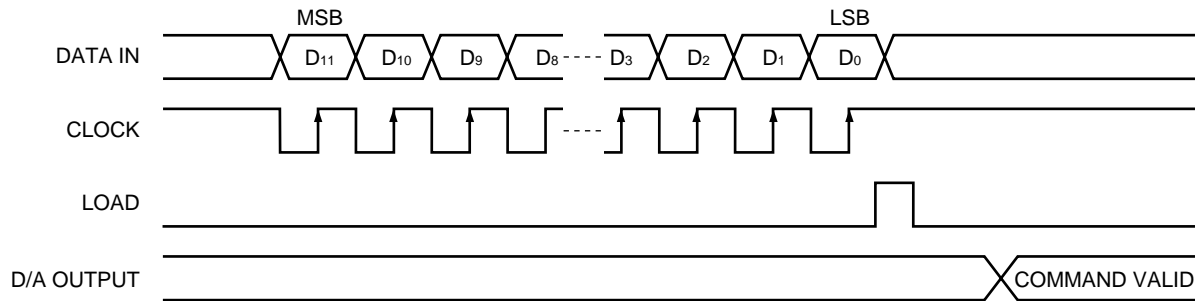 MSB LSB
DATA IN D11 D10 D9 D8 D3 D2 D1 D0
CLOCK
LOAD
D/A OUTPUT COMMAND VALID